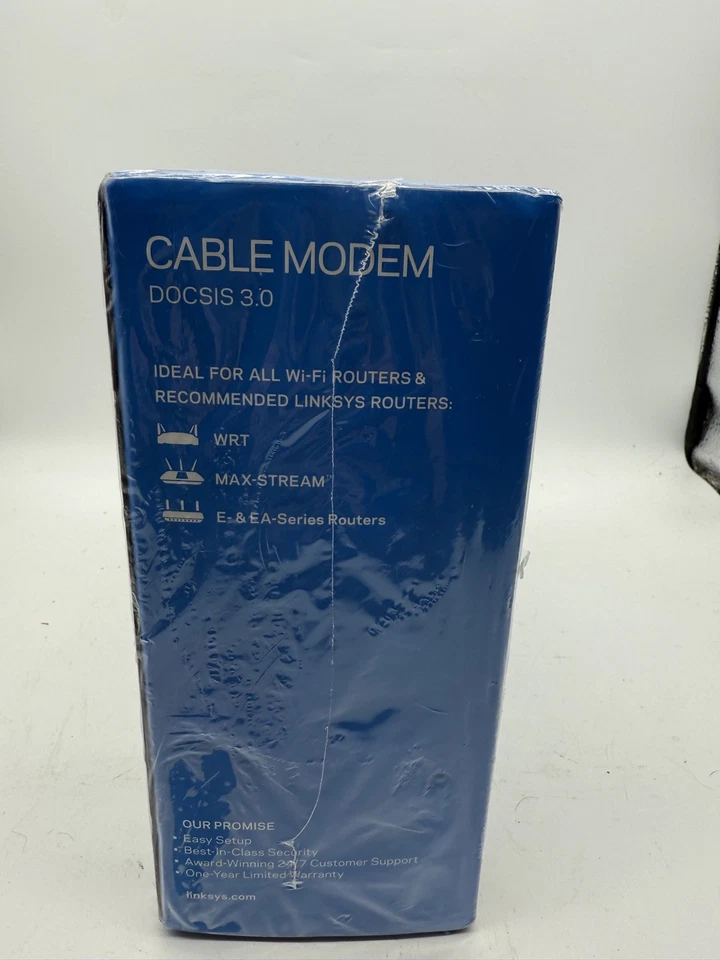 CABLE MODEM
DOCSIS 3.0
IDEAL FOR ALL Wi-Fi ROUTERS &
RECOMMENDED LINKSYS ROUTERS:
WRT
MAX-STREAM™
E- & EA-Series Routers
OUR PROMISE
• Easy Setup
• Best-In-Class Security
• Award-Winning 24/7 Customer Support
• One-Year Limited Warranty
linksys.com